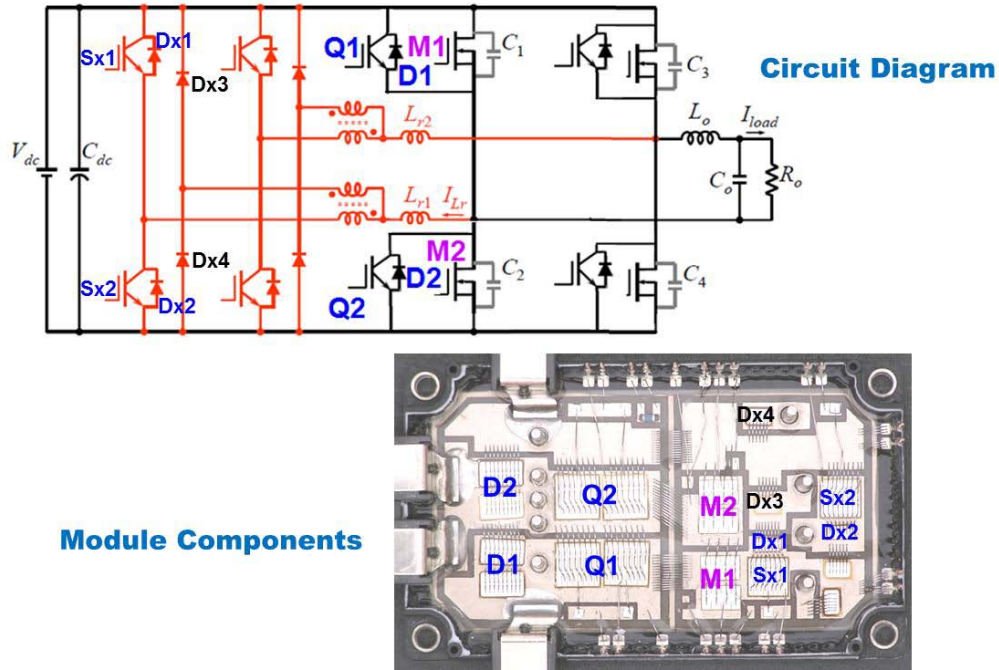 Dx1
Sx1
Dx3
Q1
M1
D1
C1
C3
Circuit Diagram
Lr2
Lo
Iload
Vdc
Cdc
Lr1
ILr
Co
Ro
M2
Dx4
D2
C2
C4
Sx2
Dx2
Q2
Dx4
D2
Q2
M2
Dx3
Sx2
Module Components
Dx1
Dx2
D1
Q1
M1
Sx1